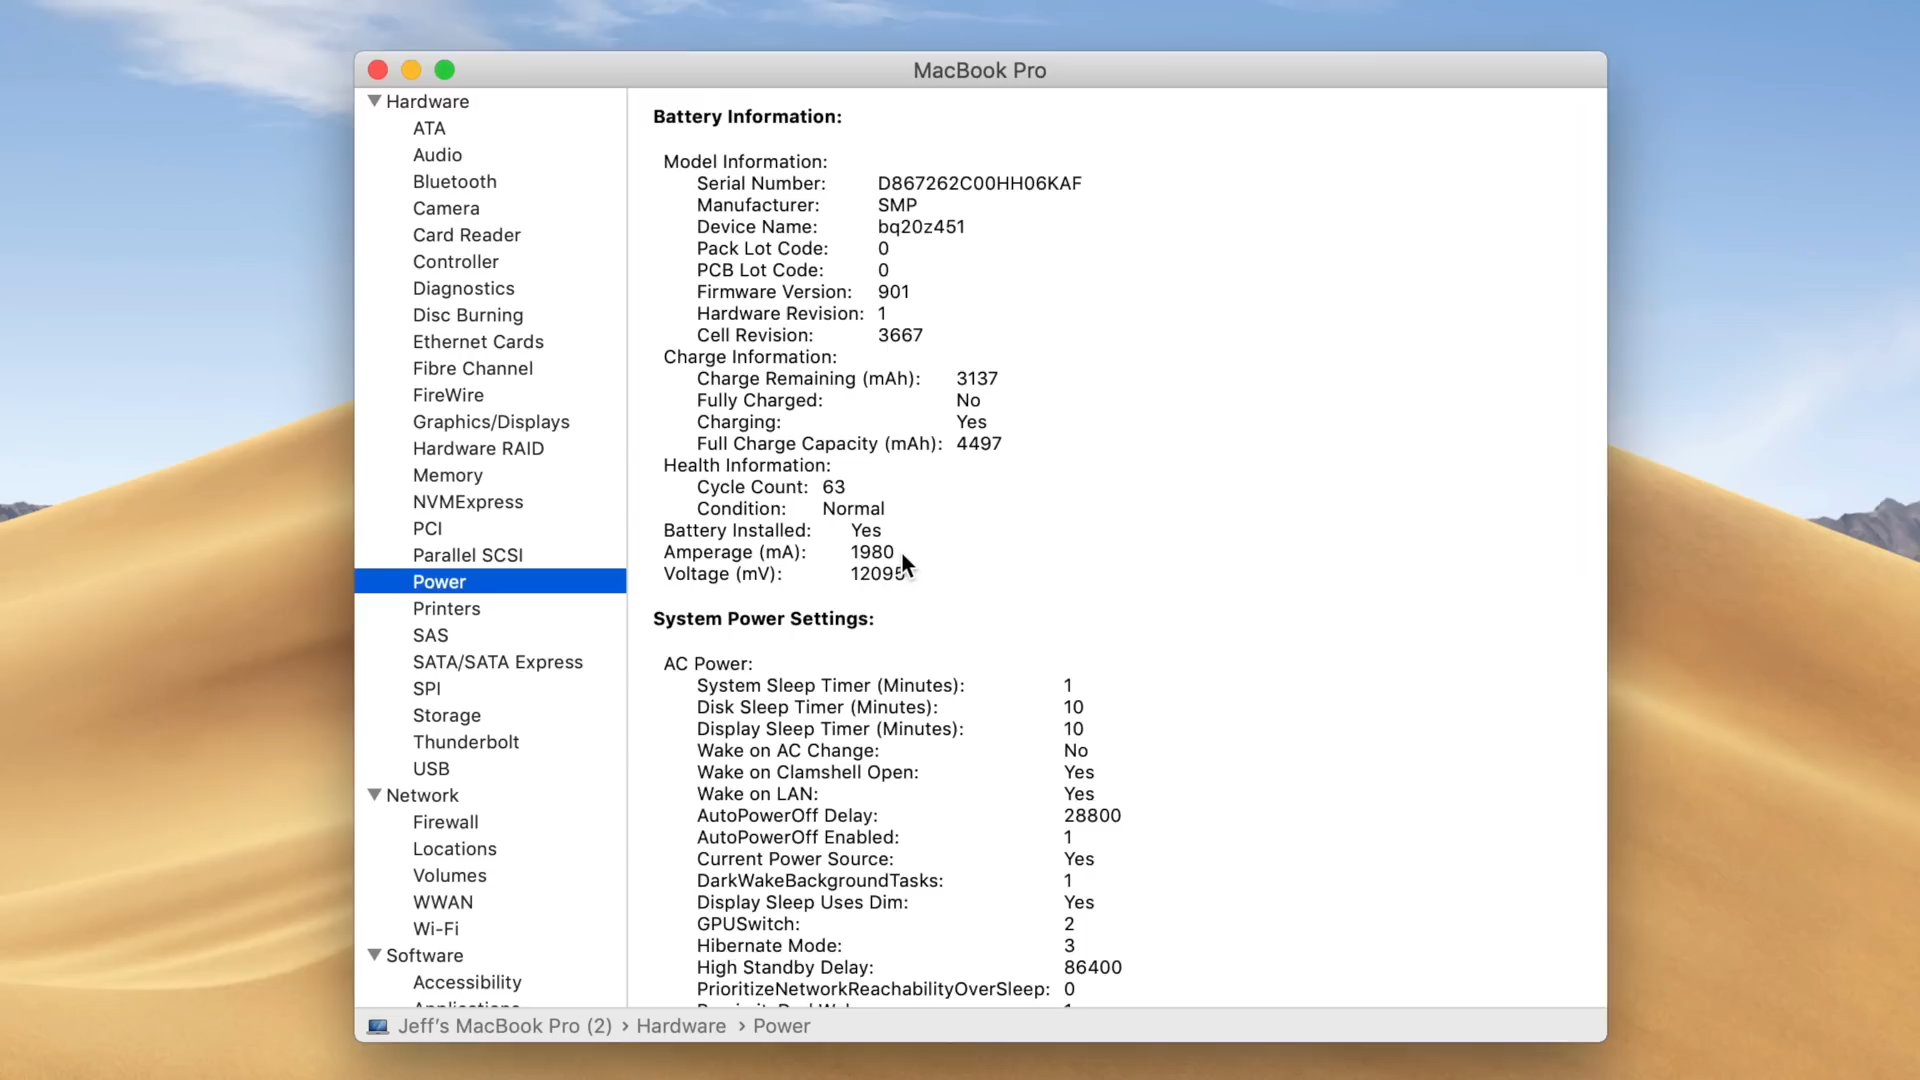 MacBook Pro
Hardware
ATA
Audio
Bluetooth
Camera
Card Reader
Controller
Diagnostics
Disc Burning
Ethernet Cards
Fibre Channel
FireWire
Graphics/Displays
Hardware RAID
Memory
NVMExpress
PCI
Parallel SCSI
Power
Printers
SAS
SATA/SATA Express
SPI
Storage
Thunderbolt
USB
Network
Firewall
Locations
Volumes
WWAN
Wi-Fi
Software
Accessibility
Applications
Battery Information:
Model Information:
Serial Number: D867262C00HH06KAF
Manufacturer: SMP
Device Name: bq20z451
Pack Lot Code: 0
PCB Lot Code: 0
Firmware Version: 901
Hardware Revision: 1
Cell Revision: 3667
Charge Information:
Charge Remaining (mAh): 3137
Fully Charged: No
Charging: Yes
Full Charge Capacity (mAh): 4497
Health Information:
Cycle Count: 63
Condition: Normal
Battery Installed: Yes
Amperage (mA): 1980
Voltage (mV): 12095
System Power Settings:
AC Power:
System Sleep Timer (Minutes): 1
Disk Sleep Timer (Minutes): 10
Display Sleep Timer (Minutes): 10
Wake on AC Change: No
Wake on Clamshell Open: Yes
Wake on LAN: Yes
AutoPowerOff Delay: 28800
AutoPowerOff Enabled: 1
Current Power Source: Yes
DarkWakeBackgroundTasks: 1
Display Sleep Uses Dim: Yes
GPUSwitch: 2
Hibernate Mode: 3
High Standby Delay: 86400
PrioritizeNetworkReachabilityOverSleep: 0
Jeff's MacBook Pro (2) › Hardware › Power